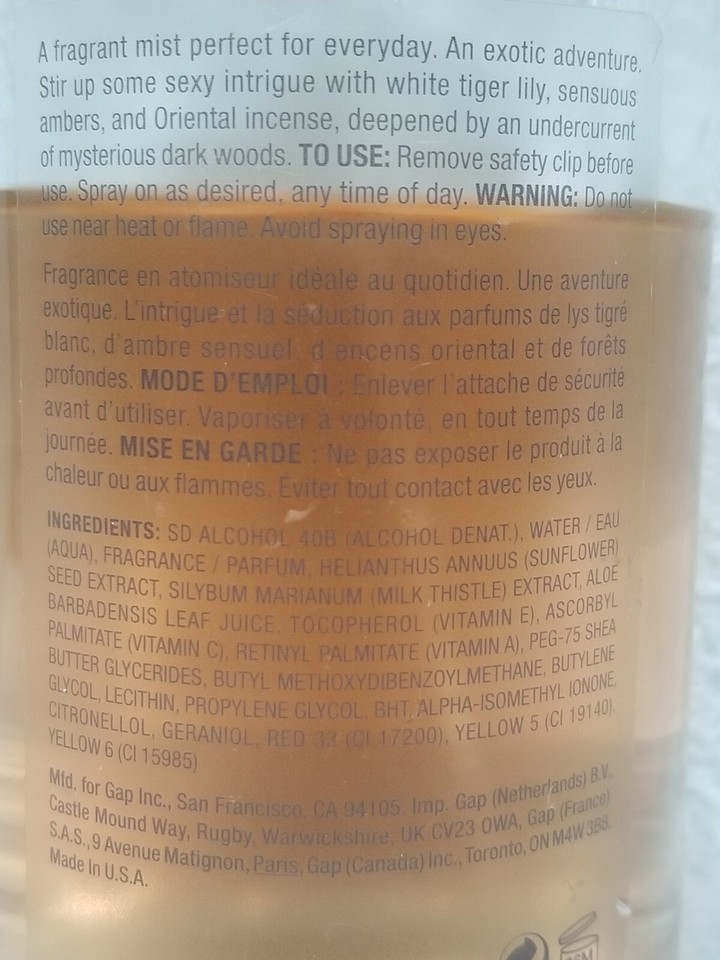 A fragrant mist perfect for everyday. An exotic adventure.
Stir up some sexy intrigue with white tiger lily, sensuous
ambers, and Oriental incense, deepened by an undercurrent
of mysterious dark woods. TO USE: Remove safety clip before
use. Spray on as desired, any time of day. WARNING: Do not
use near heat or flame. Avoid spraying in eyes.
Fragrance en atomiseur idéale au quotidien. Une aventure
exotique. L'intrigue et la séduction aux parfums de lys tigré
blanc, d'ambre sensuel, d'encens oriental et de forêts
profondes. MODE D'EMPLOI : Enlever l'attache de sécurité
avant d'utiliser. Vaporiser à volonté, en tout temps de la
journée. MISE EN GARDE : Ne pas exposer le produit à la
chaleur ou aux flammes. Éviter tout contact avec les yeux.
INGREDIENTS: SD ALCOHOL 40B (ALCOHOL DENAT.), WATER / EAU
(AQUA), FRAGRANCE / PARFUM, HELIANTHUS ANNUUS (SUNFLOWER)
SEED EXTRACT, SILYBUM MARIANUM (MILK THISTLE) EXTRACT, ALOE
BARBADENSIS LEAF JUICE, TOCOPHEROL (VITAMIN E), ASCORBYL
PALMITATE (VITAMIN C), RETINYL PALMITATE (VITAMIN A), PEG-75 SHEA
BUTTER GLYCERIDES, BUTYL METHOXYDIBENZOYLMETHANE, BUTYLENE
GLYCOL, LECITHIN, PROPYLENE GLYCOL, BHT, ALPHA-ISOMETHYL IONONE,
CITRONELLOL, GERANIOL, RED 33 (CI 17200), YELLOW 5 (CI 19140),
YELLOW 6 (CI 15985)
Mfd. for Gap Inc., San Francisco, CA 94105. Imp. Gap (Netherlands) B.V.,
Castle Mound Way, Rugby, Warwickshire, UK CV23 0WA, Gap (France)
S.A.S., 9 Avenue Matignon, Paris, Gap (Canada) Inc., Toronto, ON M4W 3B8.
Made In U.S.A.